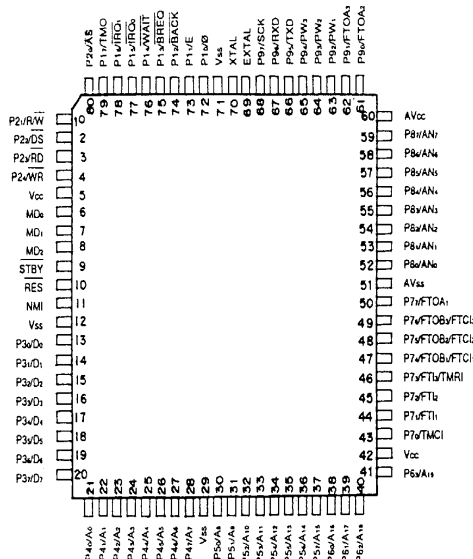 P20/AS
P17/TMO
P16/IRQ1
P15/IRQ0
P14/WAIT
P13/BREQ
P12/BACK
P11/E
P10/Ø
Vss
XTAL
EXTAL
P97/SCK
P96/RXD
P95/TXD
P94/PW3
P93/PW2
P92/PW1
P91/FTOA3
P90/FTOA2
80 79 78 77 76 75 74 73 72 71 70 69 68 67 66 65 64 63 62 61
P21/R/W 10
P22/DS 2
P23/RD 3
P24/WR 4
Vcc 5
MD0 6
MD1 7
MD2 8
STBY 9
RES 10
NMI 11
Vss 12
P30/D0 13
P31/D1 14
P32/D2 15
P33/D3 16
P34/D4 17
P35/D5 18
P36/D6 19
P37/D7 20
60 AVcc
59 P87/AN7
58 P86/AN6
57 P85/AN5
56 P84/AN4
55 P83/AN3
54 P82/AN2
53 P81/AN1
52 P80/AN0
51 AVss
50 P77/FTOA1
49 P76/FTOB3/FTCI3
48 P75/FTOB2/FTCI2
47 P74/FTOB1/FTCI1
46 P73/FTI3/TMRI
45 P72/FTI2
44 P71/FTI1
43 P70/TMCI
42 Vcc
41 P63/A19
21 22 23 24 25 26 27 28 29 30 31 32 33 34 35 36 37 38 39 40
P40/A0
P41/A1
P42/A2
P43/A3
P44/A4
P45/A5
P46/A6
P47/A7
Vss
P50/A8
P51/A9
P52/A10
P53/A11
P54/A12
P55/A13
P56/A14
P57/A15
P60/A16
P61/A17
P62/A18